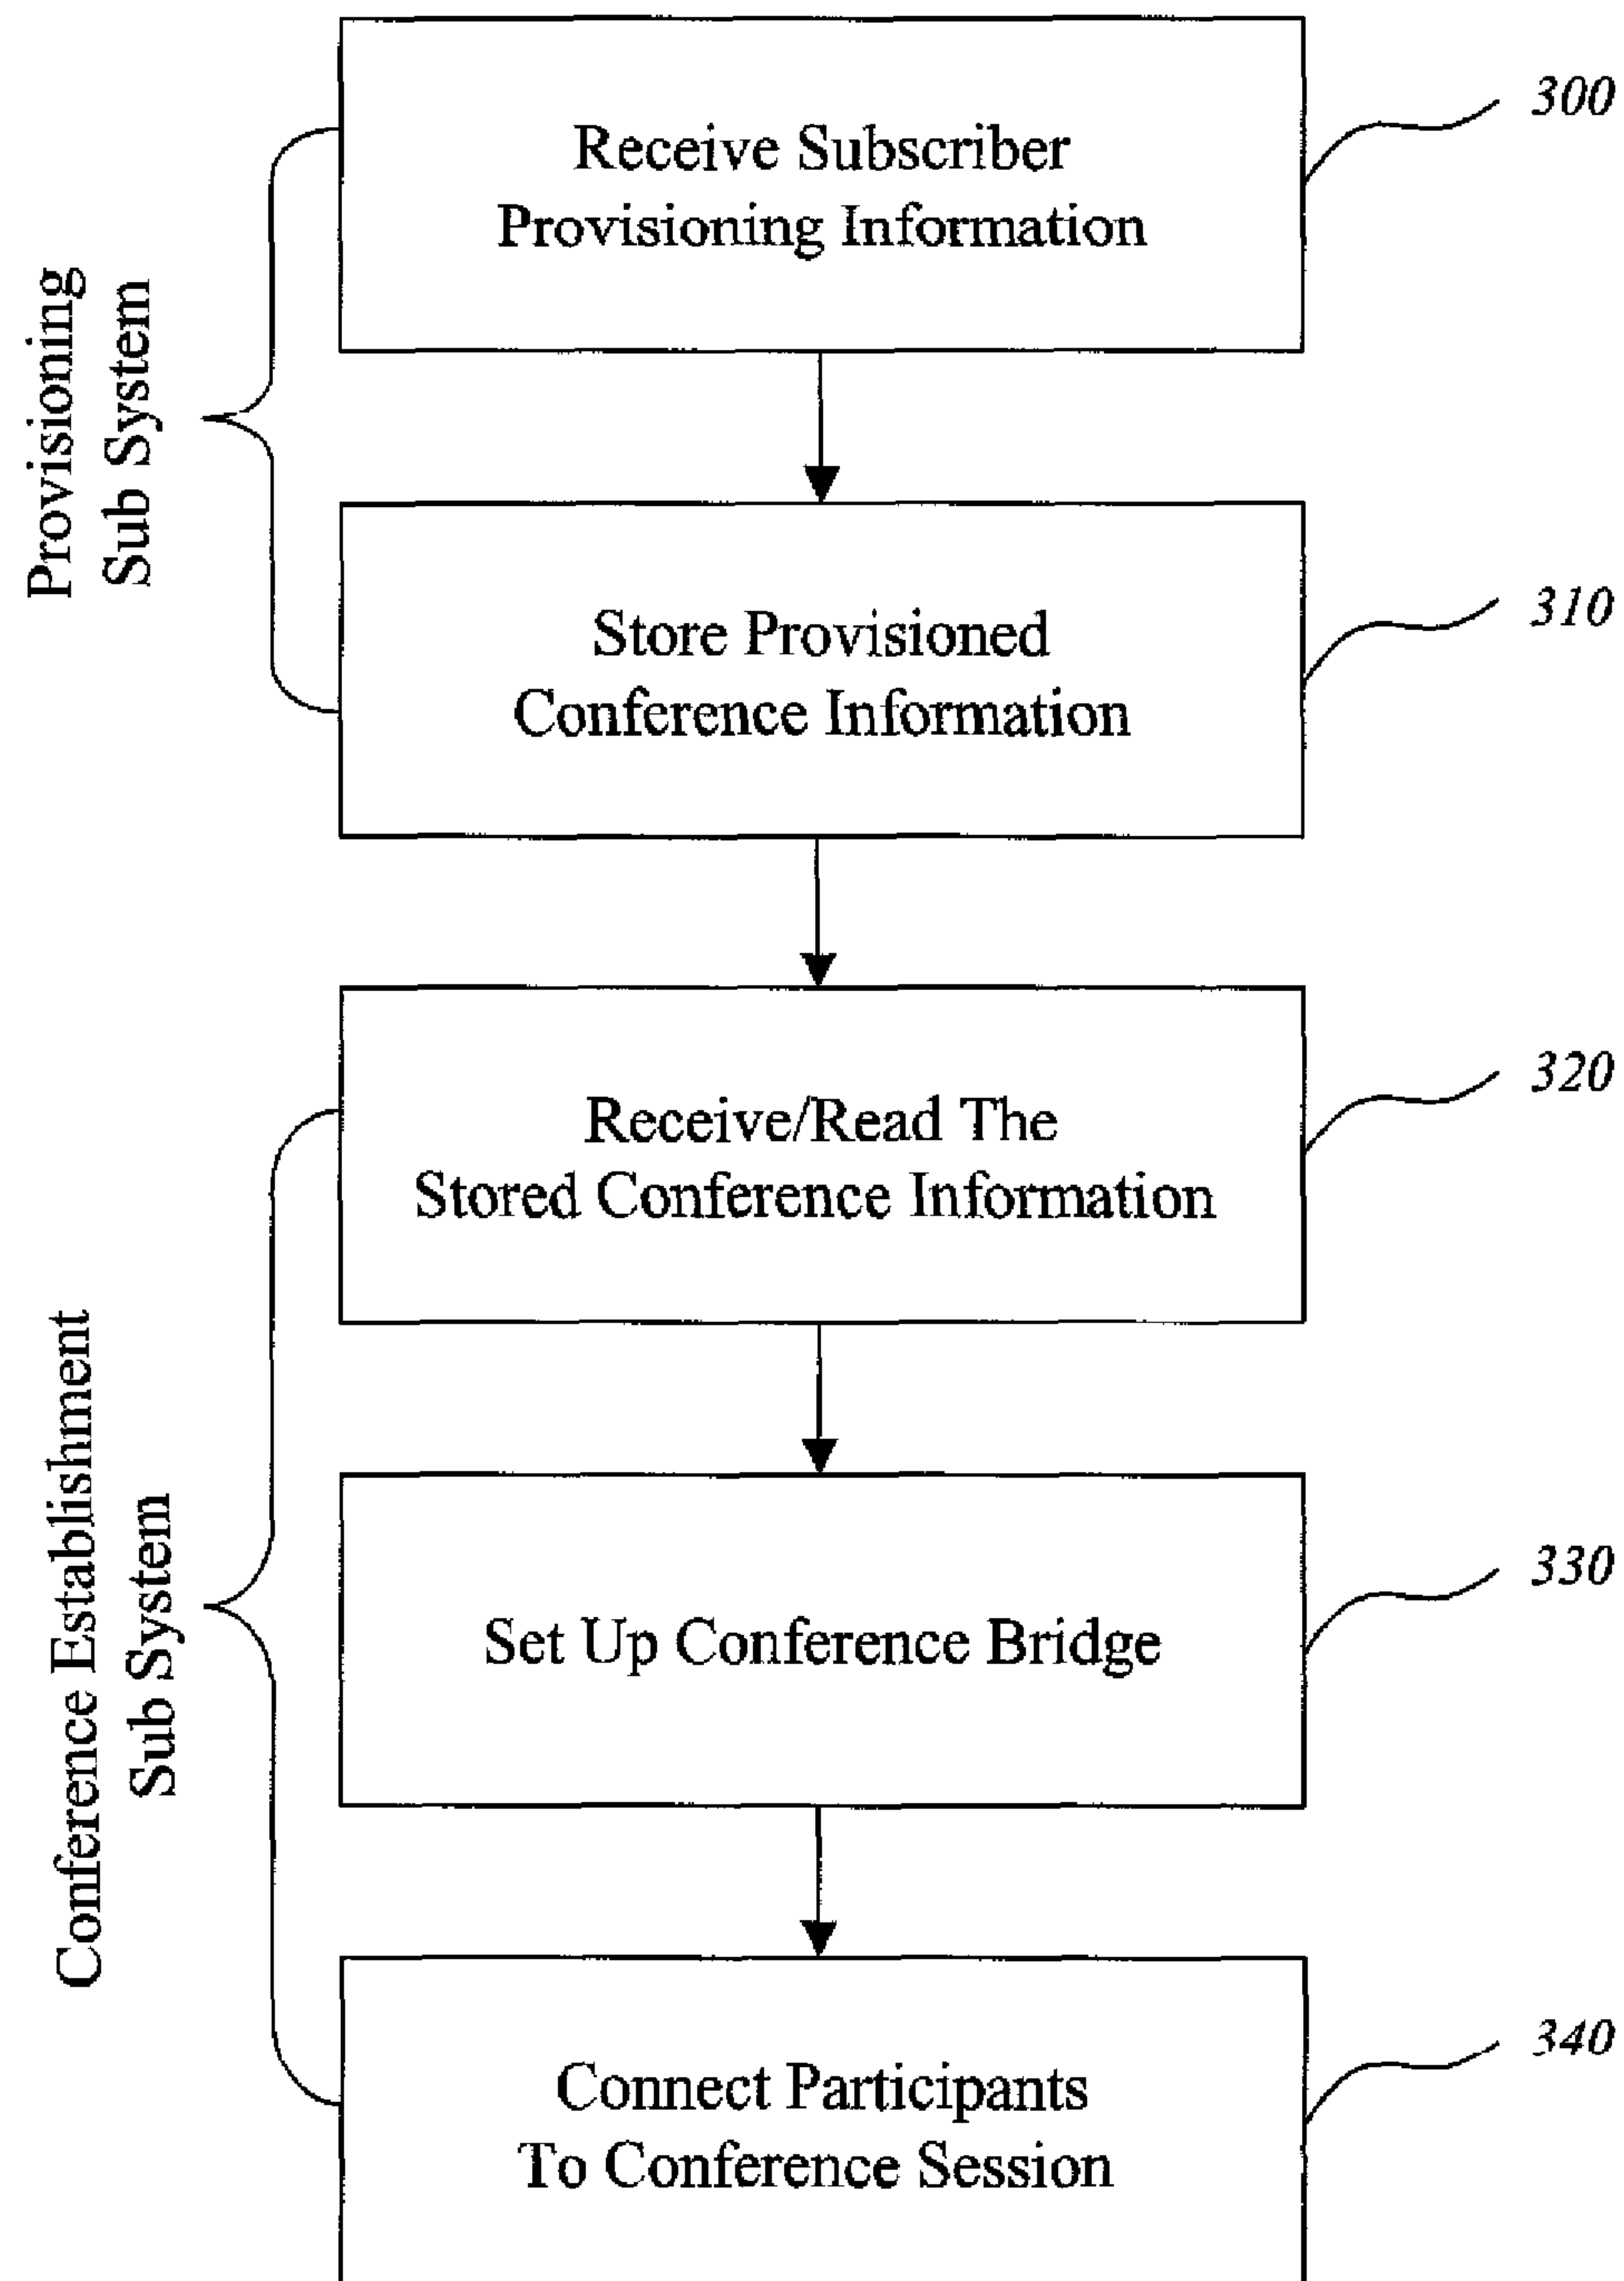 Provisioning
Sub System
Receive Subscriber
Provisioning Information
300
Store Provisioned
Conference Information
310
Conference Establishment
Sub System
Receive/Read The
Stored Conference Information
320
Set Up Conference Bridge
330
Connect Participants
To Conference Session
340